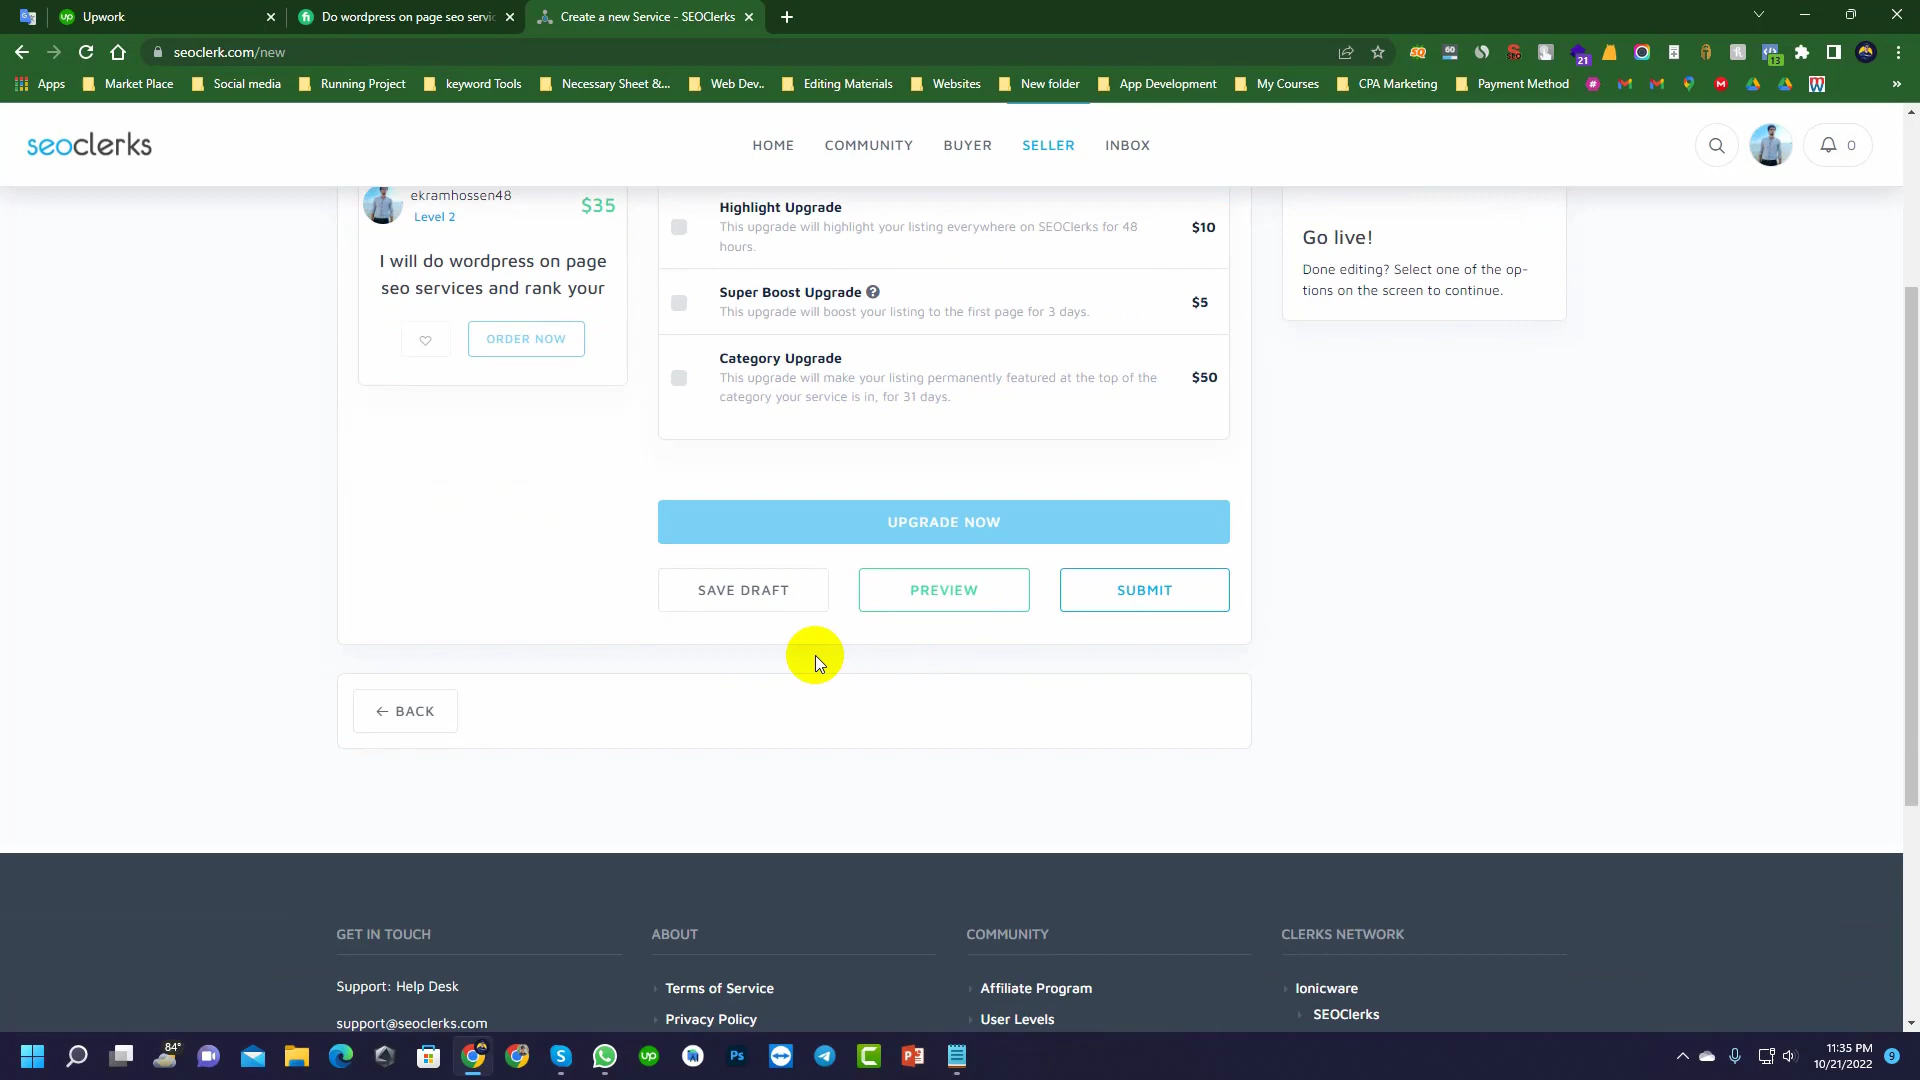 Upwork
Do wordpress on page seo servic
Create a new Service - SEOClerks
seoclerk.com/new
60
21
13
Apps
Market Place
Social media
Running Project
keyword Tools
Necessary Sheet &...
Web Dev..
Editing Materials
Websites
New folder
App Development
My Courses
CPA Marketing
Payment Method
seoclerks
HOME
COMMUNITY
BUYER
SELLER
INBOX
0
ekramhossen48
Level 2
$35
I will do wordpress on page
seo services and rank your
ORDER NOW
Highlight Upgrade
This upgrade will highlight your listing everywhere on SEOClerks for 48
hours.
$10
Super Boost Upgrade
This upgrade will boost your listing to the first page for 3 days.
$5
Category Upgrade
This upgrade will make your listing permanently featured at the top of the
category your service is in, for 31 days.
$50
Go live!
Done editing? Select one of the op-
tions on the screen to continue.
UPGRADE NOW
SAVE DRAFT
PREVIEW
SUBMIT
← BACK
GET IN TOUCH
Support: Help Desk
support@seoclerks.com
ABOUT
Terms of Service
Privacy Policy
COMMUNITY
Affiliate Program
User Levels
CLERKS NETWORK
Ionicware
SEOClerks
84°
11:35 PM
10/21/2022
9